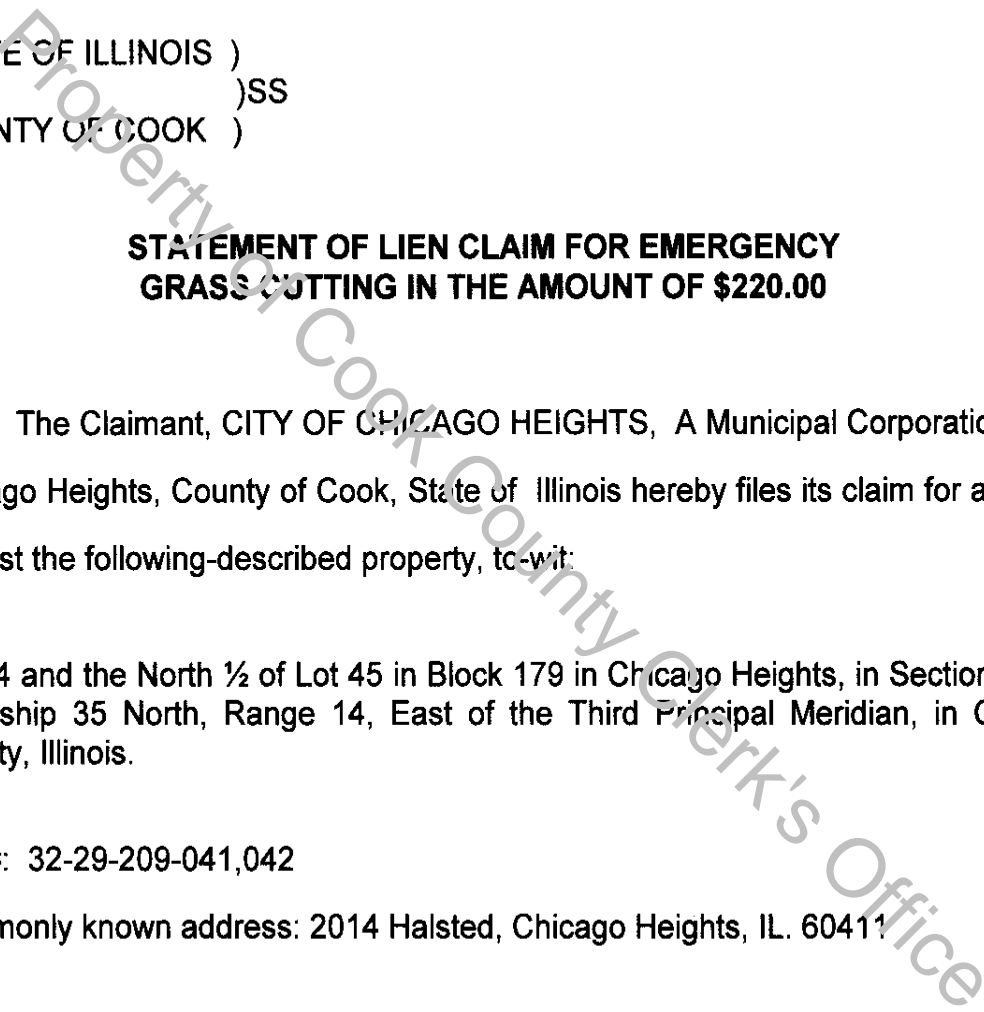 E OF ILLINOIS )
)SS
NTY OF COOK )
STATEMENT OF LIEN CLAIM FOR EMERGENCY
GRASS CUTTING IN THE AMOUNT OF $220.00
The Claimant, CITY OF CHICAGO HEIGHTS, A Municipal Corporatio
go Heights, County of Cook, State of Illinois hereby files its claim for a
st the following-described property, to-wit:
4 and the North ½ of Lot 45 in Block 179 in Chicago Heights, in Section
ship 35 North, Range 14, East of the Third Principal Meridian, in C
ty, Illinois.
: 32-29-209-041,042
monly known address: 2014 Halsted, Chicago Heights, IL. 60411
Property of Cook County Clerk's Office